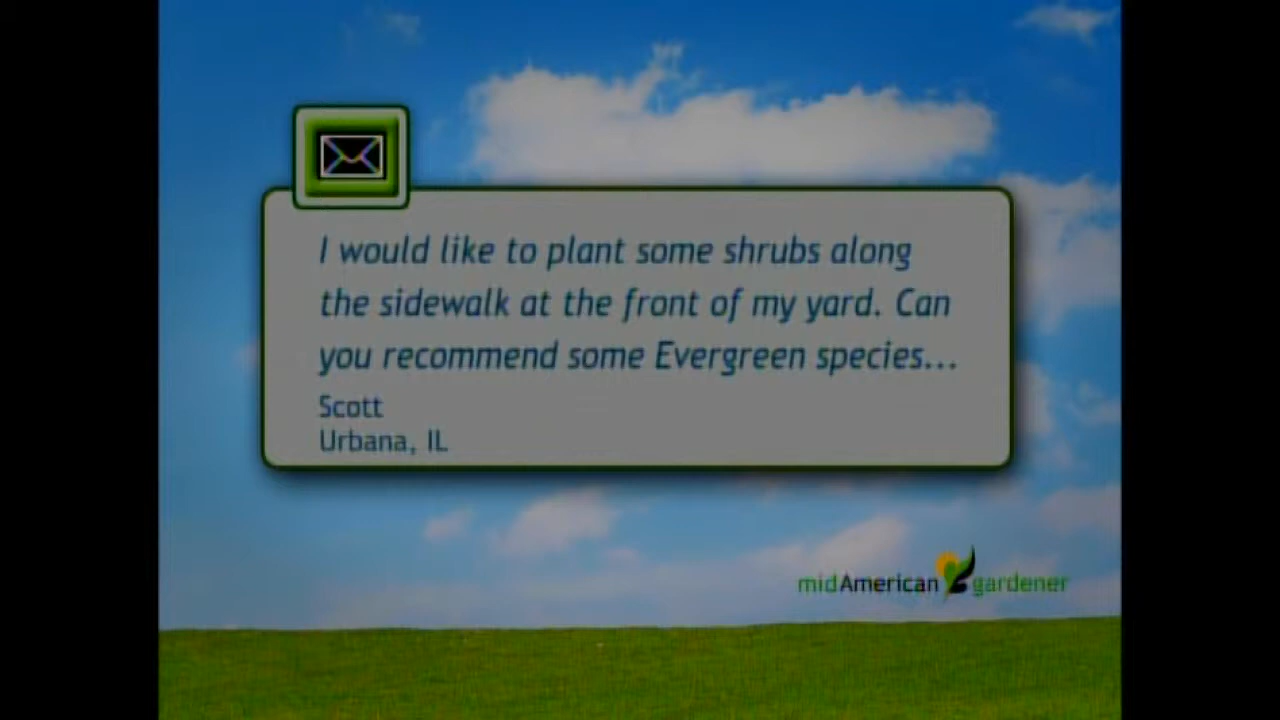 I would like to plant some shrubs along
the sidewalk at the front of my yard. Can
you recommend some Evergreen species...
Scott
Urbana, IL
midAmerican gardener